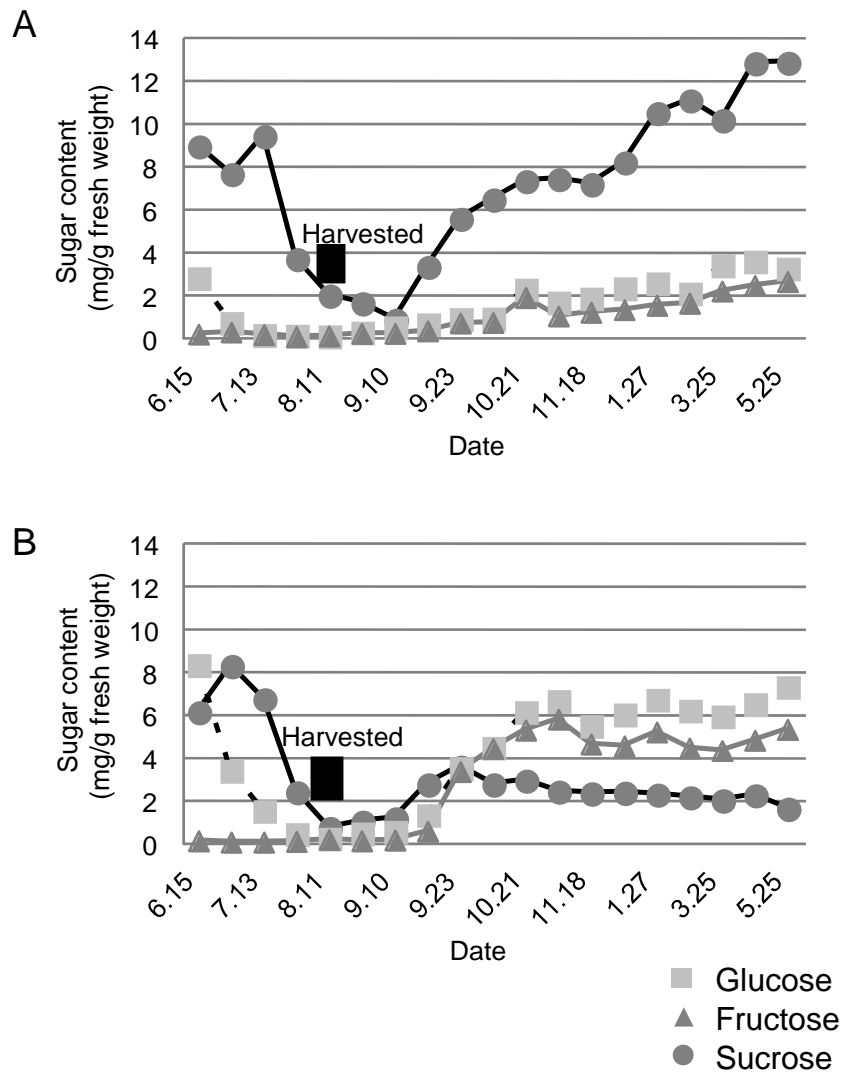 A
14
12
10
8
6
4
2
0
Sugar content
(mg/g fresh weight)
Harvested
6.15
7.13
8.11
9.10
9.23
10.21
11.18
1.27
3.25
5.25
Date
B
14
12
10
8
6
4
2
0
Sugar content
(mg/g fresh weight)
Harvested
6.15
7.13
8.11
9.10
9.23
10.21
11.18
1.27
3.25
5.25
Date
Glucose
Fructose
Sucrose